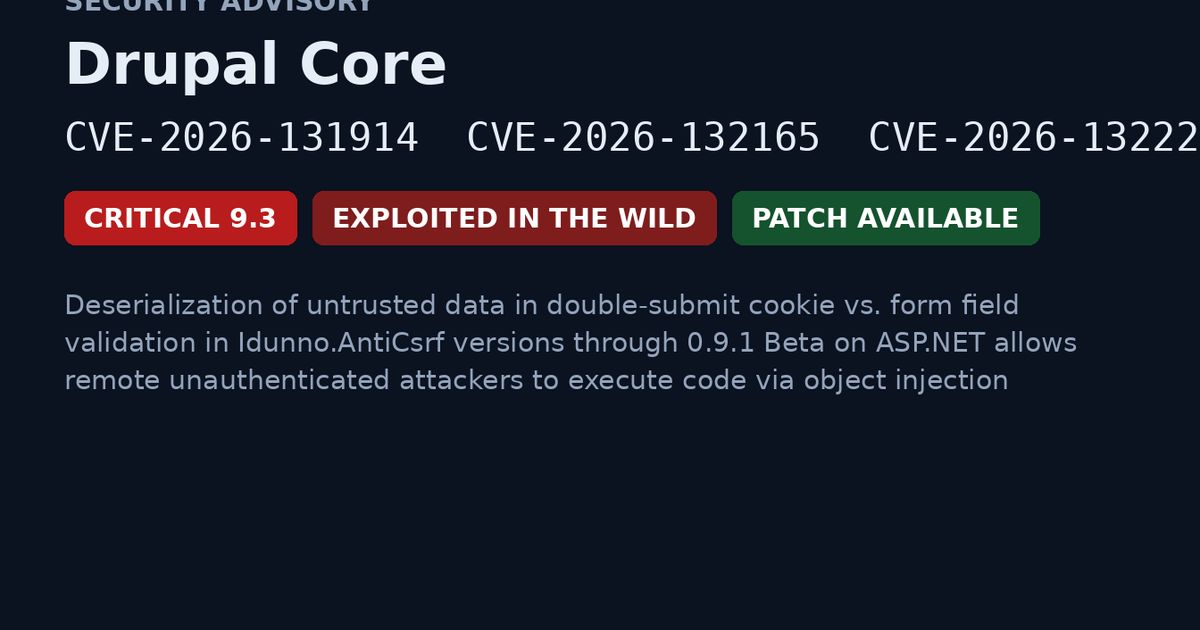 SECURITY ADVISORY
Drupal Core
CVE-2026-131914 CVE-2026-132165 CVE-2026-13222
CRITICAL 9.3 EXPLOITED IN THE WILD PATCH AVAILABLE
Deserialization of untrusted data in double-submit cookie vs. form field
validation in Idunno.AntiCsrf versions through 0.9.1 Beta on ASP.NET allows
remote unauthenticated attackers to execute code via object injection